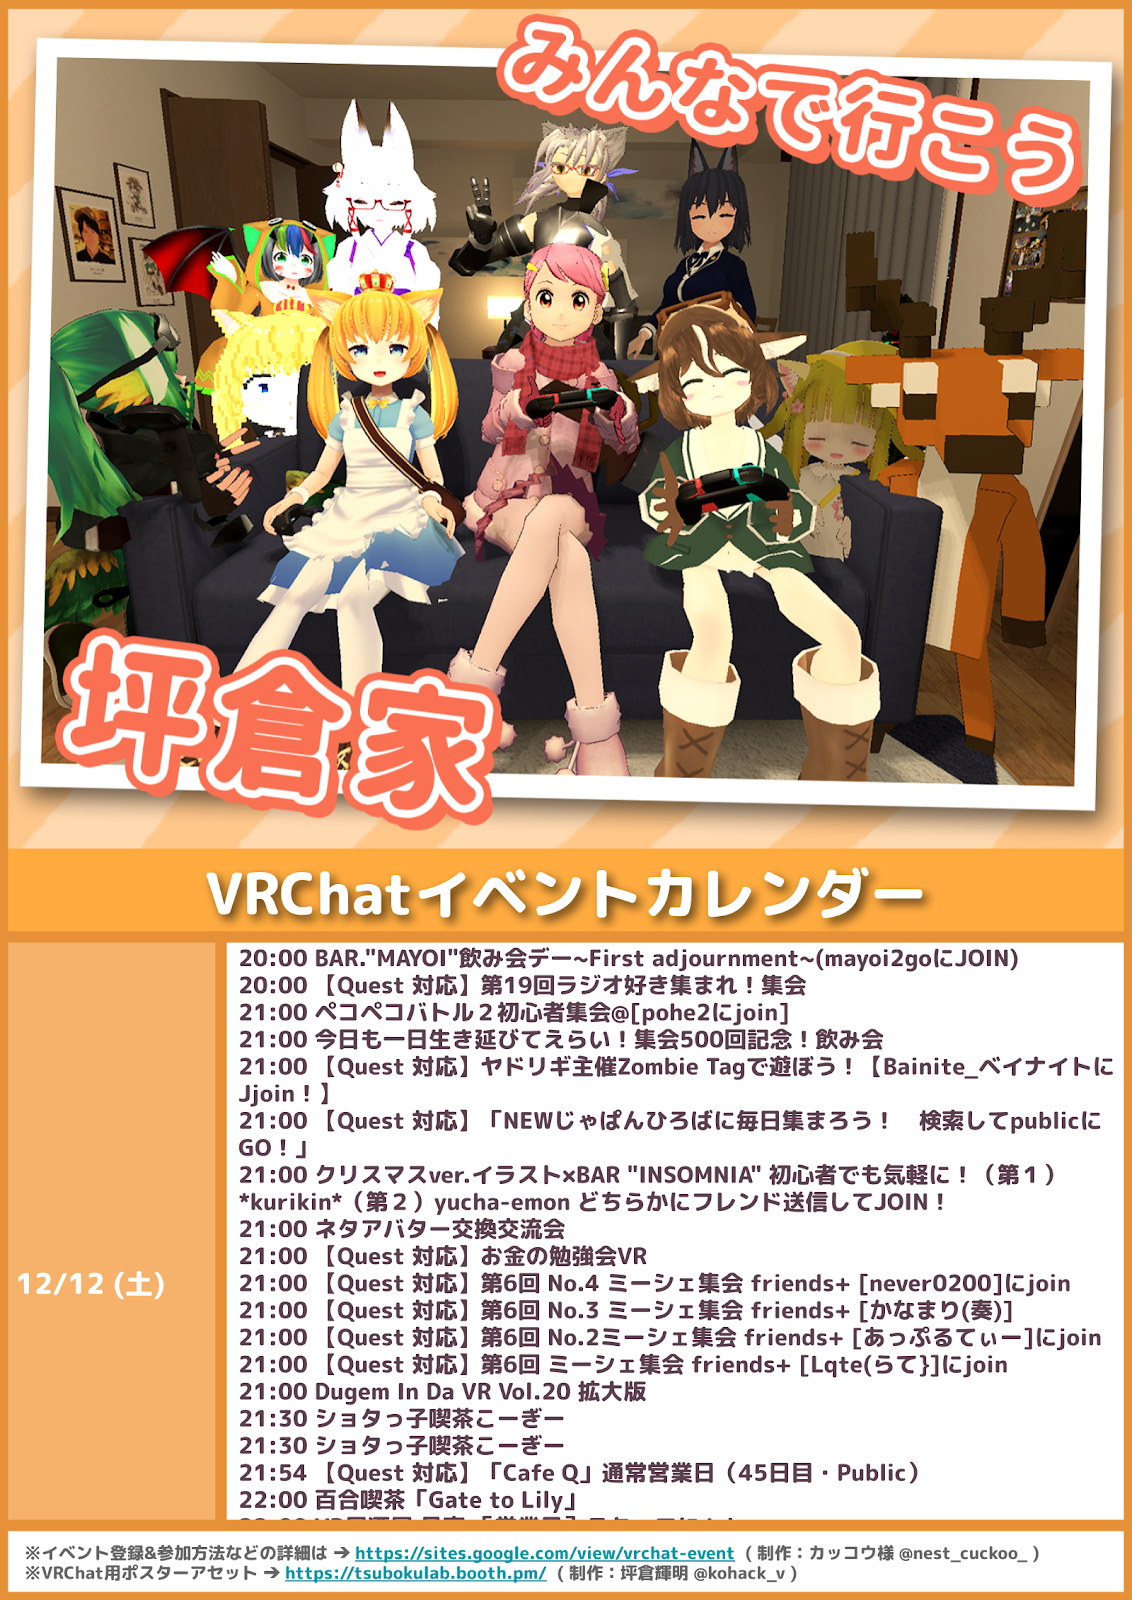 みんなで行こう
坪倉家
VRChatイベントカレンダー
12/12 (土)
20:00 BAR."MAYOI"飲み会デー~First adjournment~(mayoi2goにJOIN)
20:00 【Quest 対応】第19回ラジオ好き集まれ！集会
21:00 ペコペコバトル２初心者集会@[pohe2にjoin]
21:00 今日も一日生き延びてえらい！集会500回記念！飲み会
21:00 【Quest 対応】ヤドリギ主催Zombie Tagで遊ぼう！【Bainite_ベイナイトに
Jjoin！】
21:00 【Quest 対応】「NEWじゃぱんひろばに毎日集まろう！　検索してpublicに
GO！」
21:00 クリスマスver.イラスト×BAR "INSOMNIA" 初心者でも気軽に！（第１）
*kurikin*（第２）yucha-emon どちらかにフレンド送信してJOIN！
21:00 ネタアバター交換交流会
21:00 【Quest 対応】お金の勉強会VR
21:00 【Quest 対応】第6回 No.4 ミーシェ集会 friends+ [never0200]にjoin
21:00 【Quest 対応】第6回 No.3 ミーシェ集会 friends+ [かなまり(奏)]
21:00 【Quest 対応】第6回 No.2ミーシェ集会 friends+ [あっぷるてぃー]にjoin
21:00 【Quest 対応】第6回 ミーシェ集会 friends+ [Lqte(らて}]にjoin
21:00 Dugem In Da VR Vol.20 拡大版
21:30 ショタっ子喫茶こーぎー
21:30 ショタっ子喫茶こーぎー
21:54 【Quest 対応】「Cafe Q」通常営業日（45日目・Public）
22:00 百合喫茶「Gate to Lily」
※イベント登録&参加方法などの詳細は → https://sites.google.com/view/vrchat-event （ 制作：カッコウ様 @nest_cuckoo_ ）
※VRChat用ポスターアセット → https://tsubokulab.booth.pm/ （ 制作：坪倉輝明 @kohack_v ）